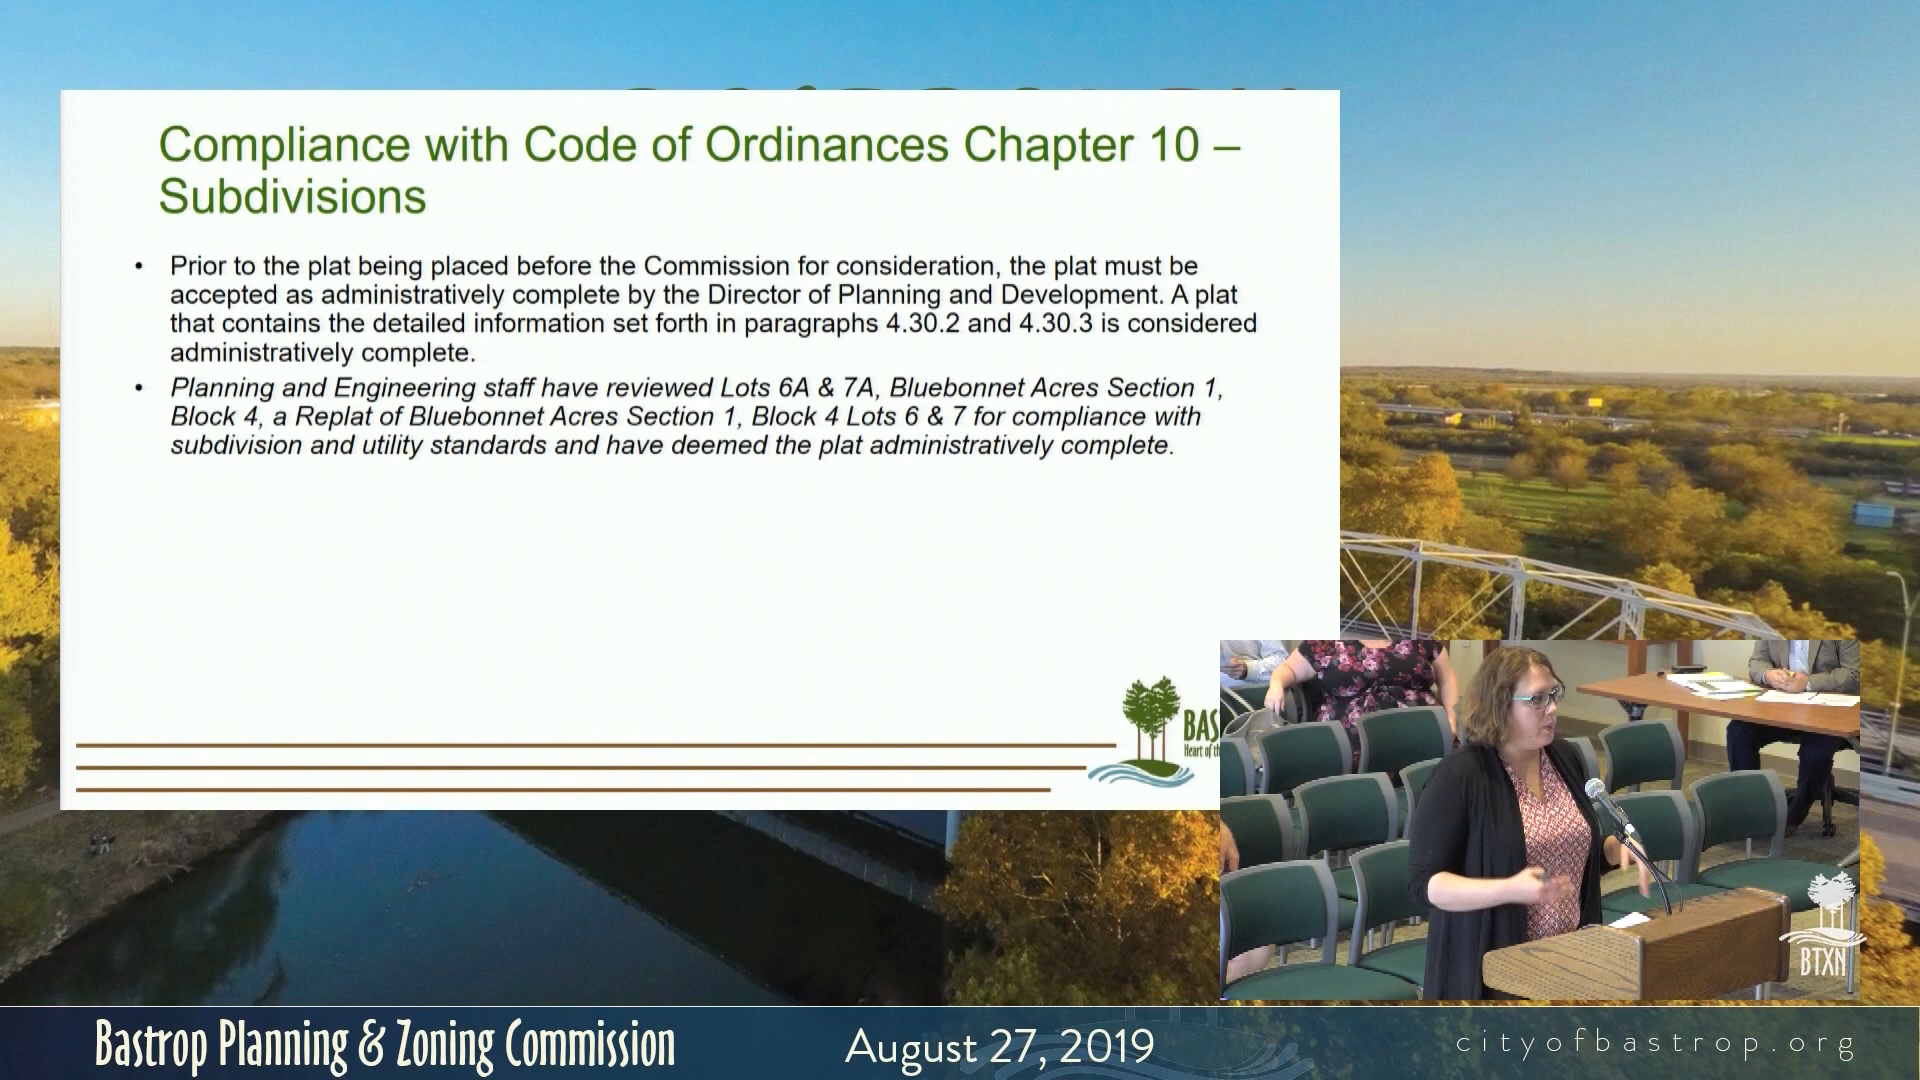 Compliance with Code of Ordinances Chapter 10 –
Subdivisions
• Prior to the plat being placed before the Commission for consideration, the plat must be
accepted as administratively complete by the Director of Planning and Development. A plat
that contains the detailed information set forth in paragraphs 4.30.2 and 4.30.3 is considered
administratively complete.
• Planning and Engineering staff have reviewed Lots 6A & 7A, Bluebonnet Acres Section 1,
Block 4, a Replat of Bluebonnet Acres Section 1, Block 4 Lots 6 & 7 for compliance with
subdivision and utility standards and have deemed the plat administratively complete.
BAS
Heart of th
BTXN
Bastrop Planning & Zoning Commission
August 27, 2019
cityofbastrop.org